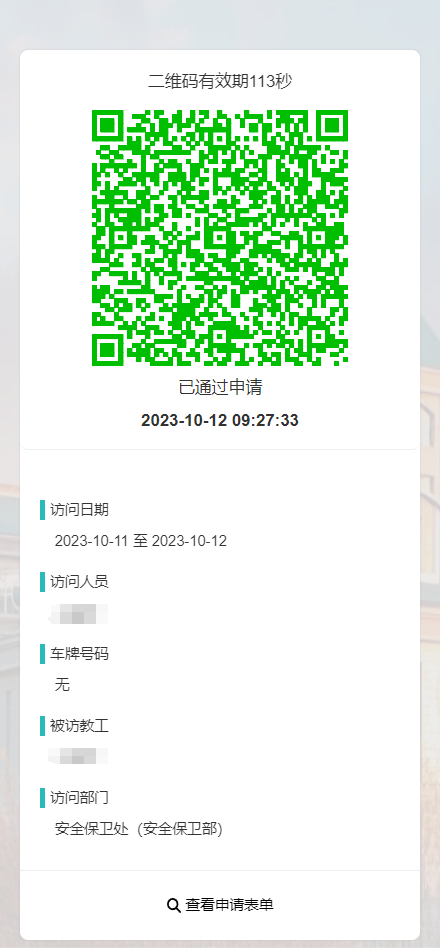 二维码有效期113秒
已通过申请
2023-10-12 09:27:33
访问日期
2023-10-11 至 2023-10-12
访问人员
车牌号码
无
被访教工
访问部门
安全保卫处（安全保卫部）
查看申请表单